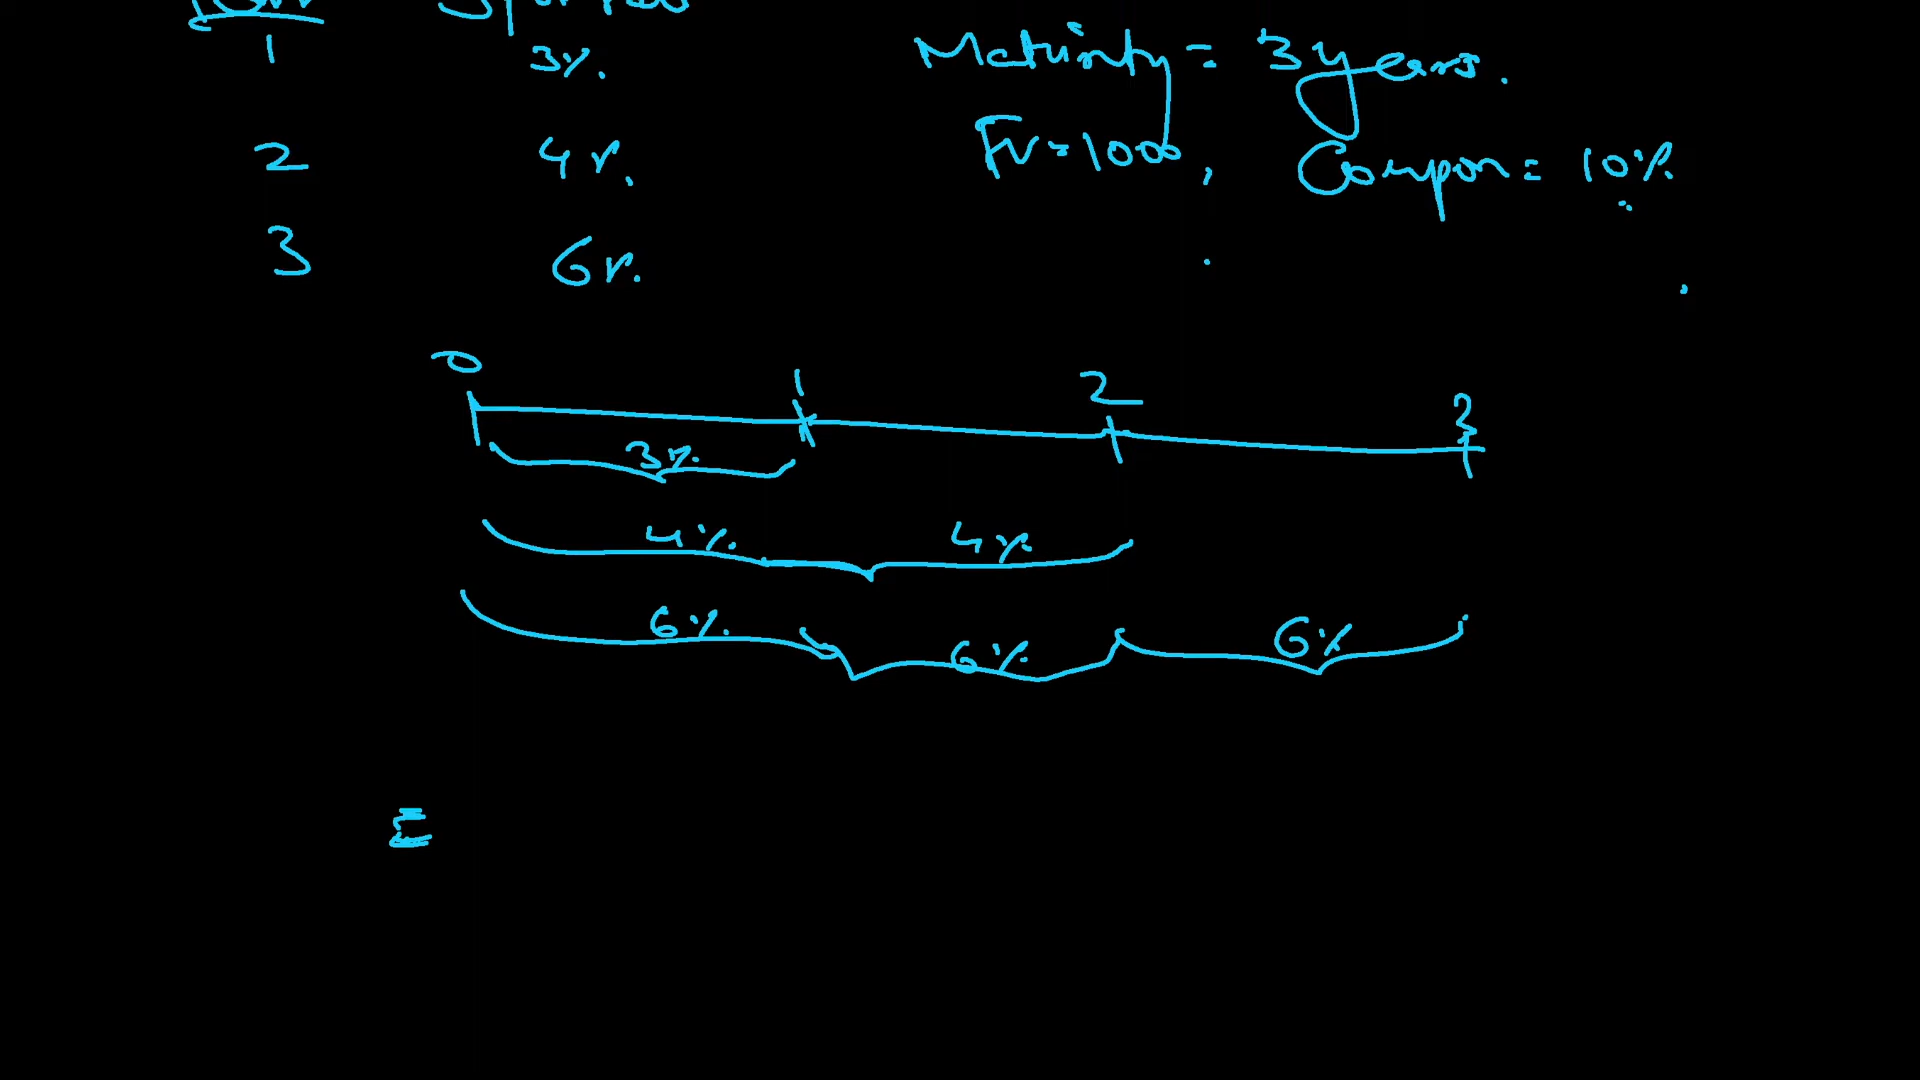 1 3%. Maturity = 3 years.
2 4%. FV = 1000, Coupon = 10%
3 6%.
0 1 2 3
3%.
4%. 4%
6%. 6% 6%